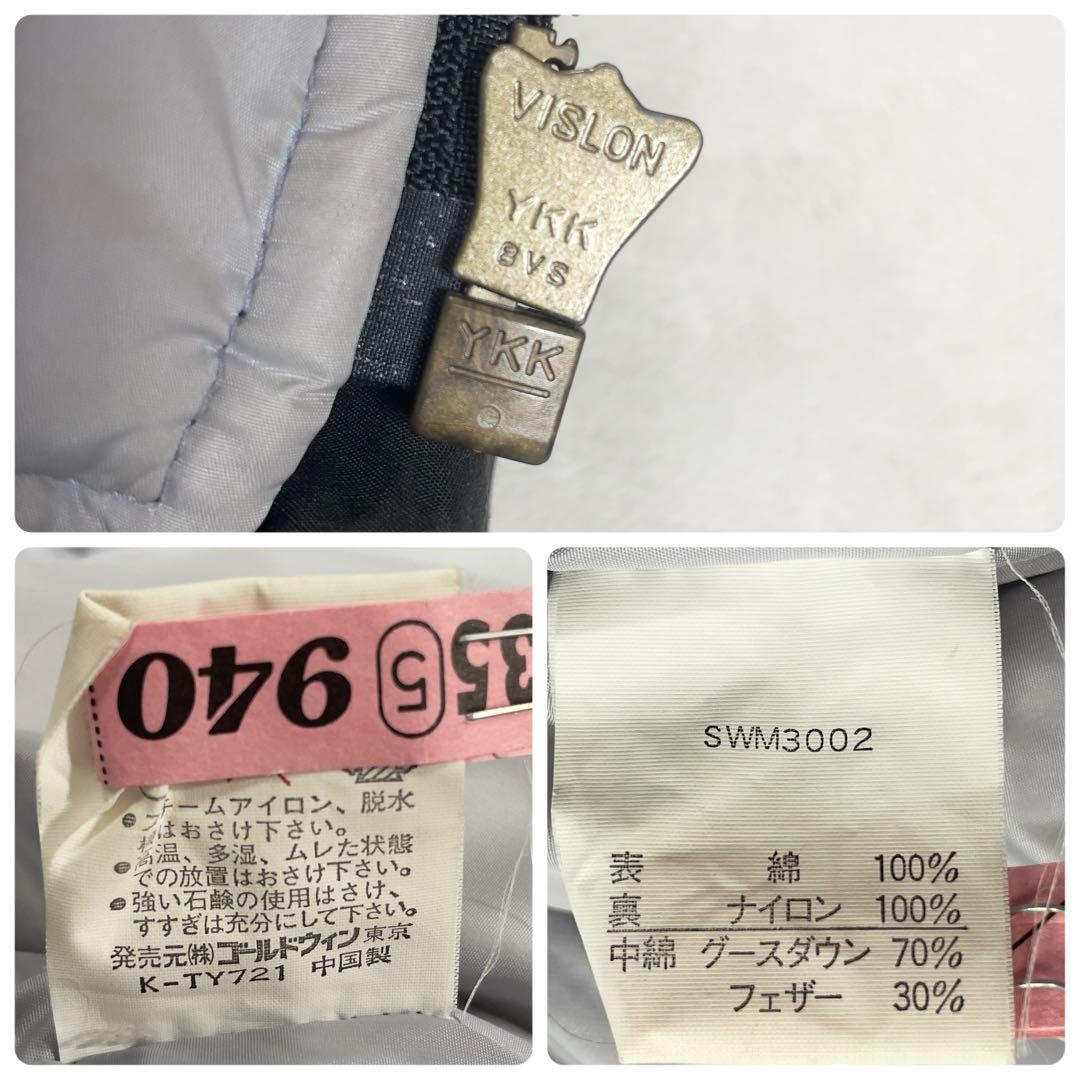 VISLON
YKK
8VS
YKK
35 ⑤ 940
チームアイロン、脱水
はおさけ下さい。
高温、多湿、ムレた状態
での放置はおさけ下さい。
●強い石鹸の使用はさけ、
すすぎは充分にして下さい。
発売元(株)ゴールドウィン東京
K-TY721 中国製
SWM3002
表 綿 100%
裏 ナイロン 100%
中綿 グースダウン 70%
フェザー 30%